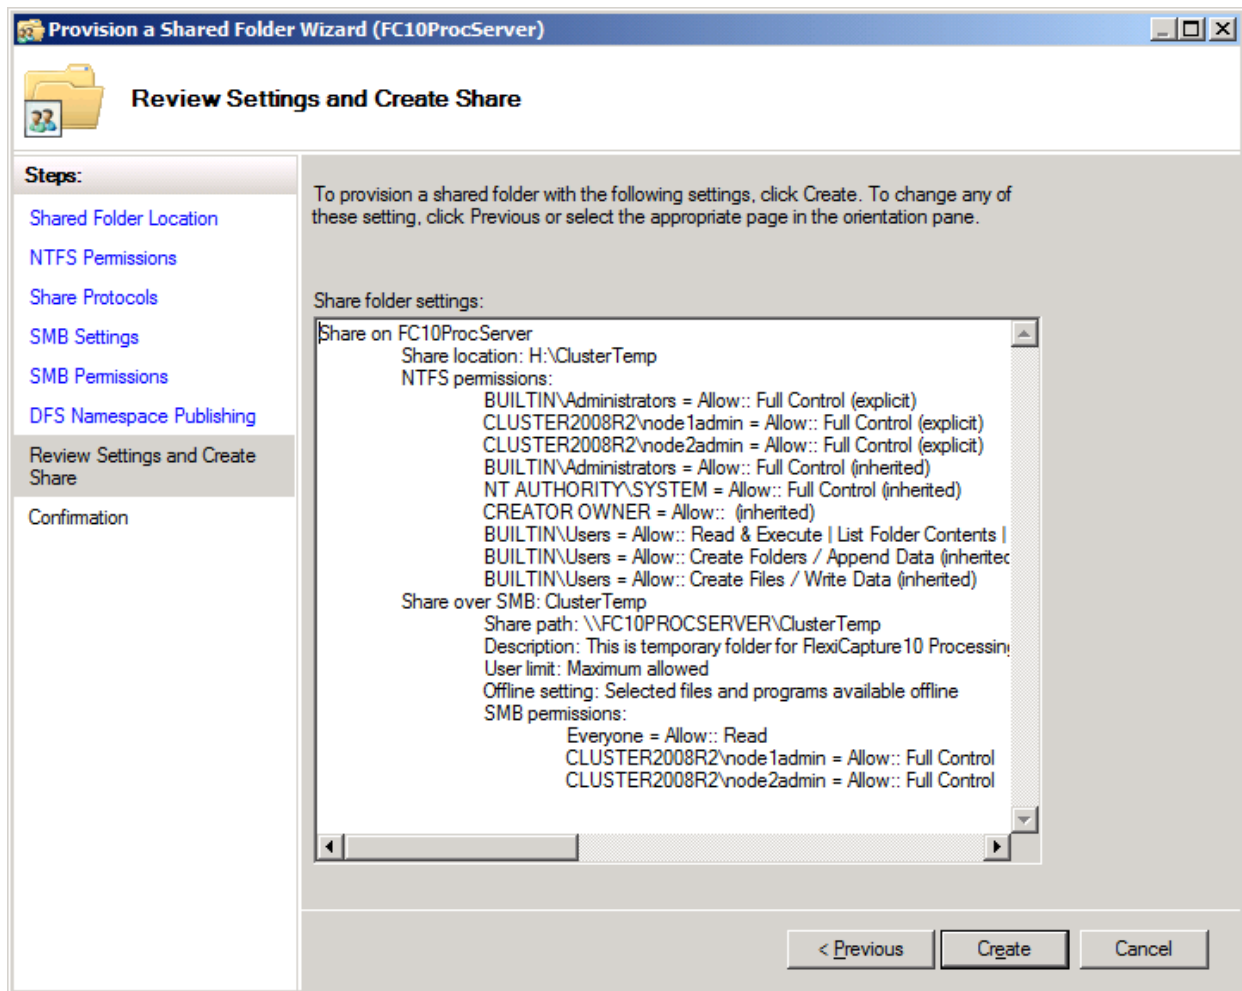 Provision a Shared Folder Wizard (FC10ProcServer)
Review Settings and Create Share
Steps:
Shared Folder Location
NTFS Permissions
Share Protocols
SMB Settings
SMB Permissions
DFS Namespace Publishing
Review Settings and Create
Share
Confirmation
To provision a shared folder with the following settings, click Create. To change any of
these setting, click Previous or select the appropriate page in the orientation pane.
Share folder settings:
Share on FC10ProcServer
Share location: H:\ClusterTemp
NTFS permissions:
BUILTIN\Administrators = Allow:: Full Control (explicit)
CLUSTER2008R2\node1admin = Allow:: Full Control (explicit)
CLUSTER2008R2\node2admin = Allow:: Full Control (explicit)
BUILTIN\Administrators = Allow:: Full Control (inherited)
NT AUTHORITY\SYSTEM = Allow:: Full Control (inherited)
CREATOR OWNER = Allow:: (inherited)
BUILTIN\Users = Allow:: Read & Execute | List Folder Contents |
BUILTIN\Users = Allow:: Create Folders / Append Data (inherited
BUILTIN\Users = Allow:: Create Files / Write Data (inherited)
Share over SMB: ClusterTemp
Share path: \\FC10PROCSERVER\ClusterTemp
Description: This is temporary folder for FlexiCapture10 Processing
User limit: Maximum allowed
Offline setting: Selected files and programs available offline
SMB permissions:
Everyone = Allow:: Read
CLUSTER2008R2\node1admin = Allow:: Full Control
CLUSTER2008R2\node2admin = Allow:: Full Control
< Previous
Create
Cancel